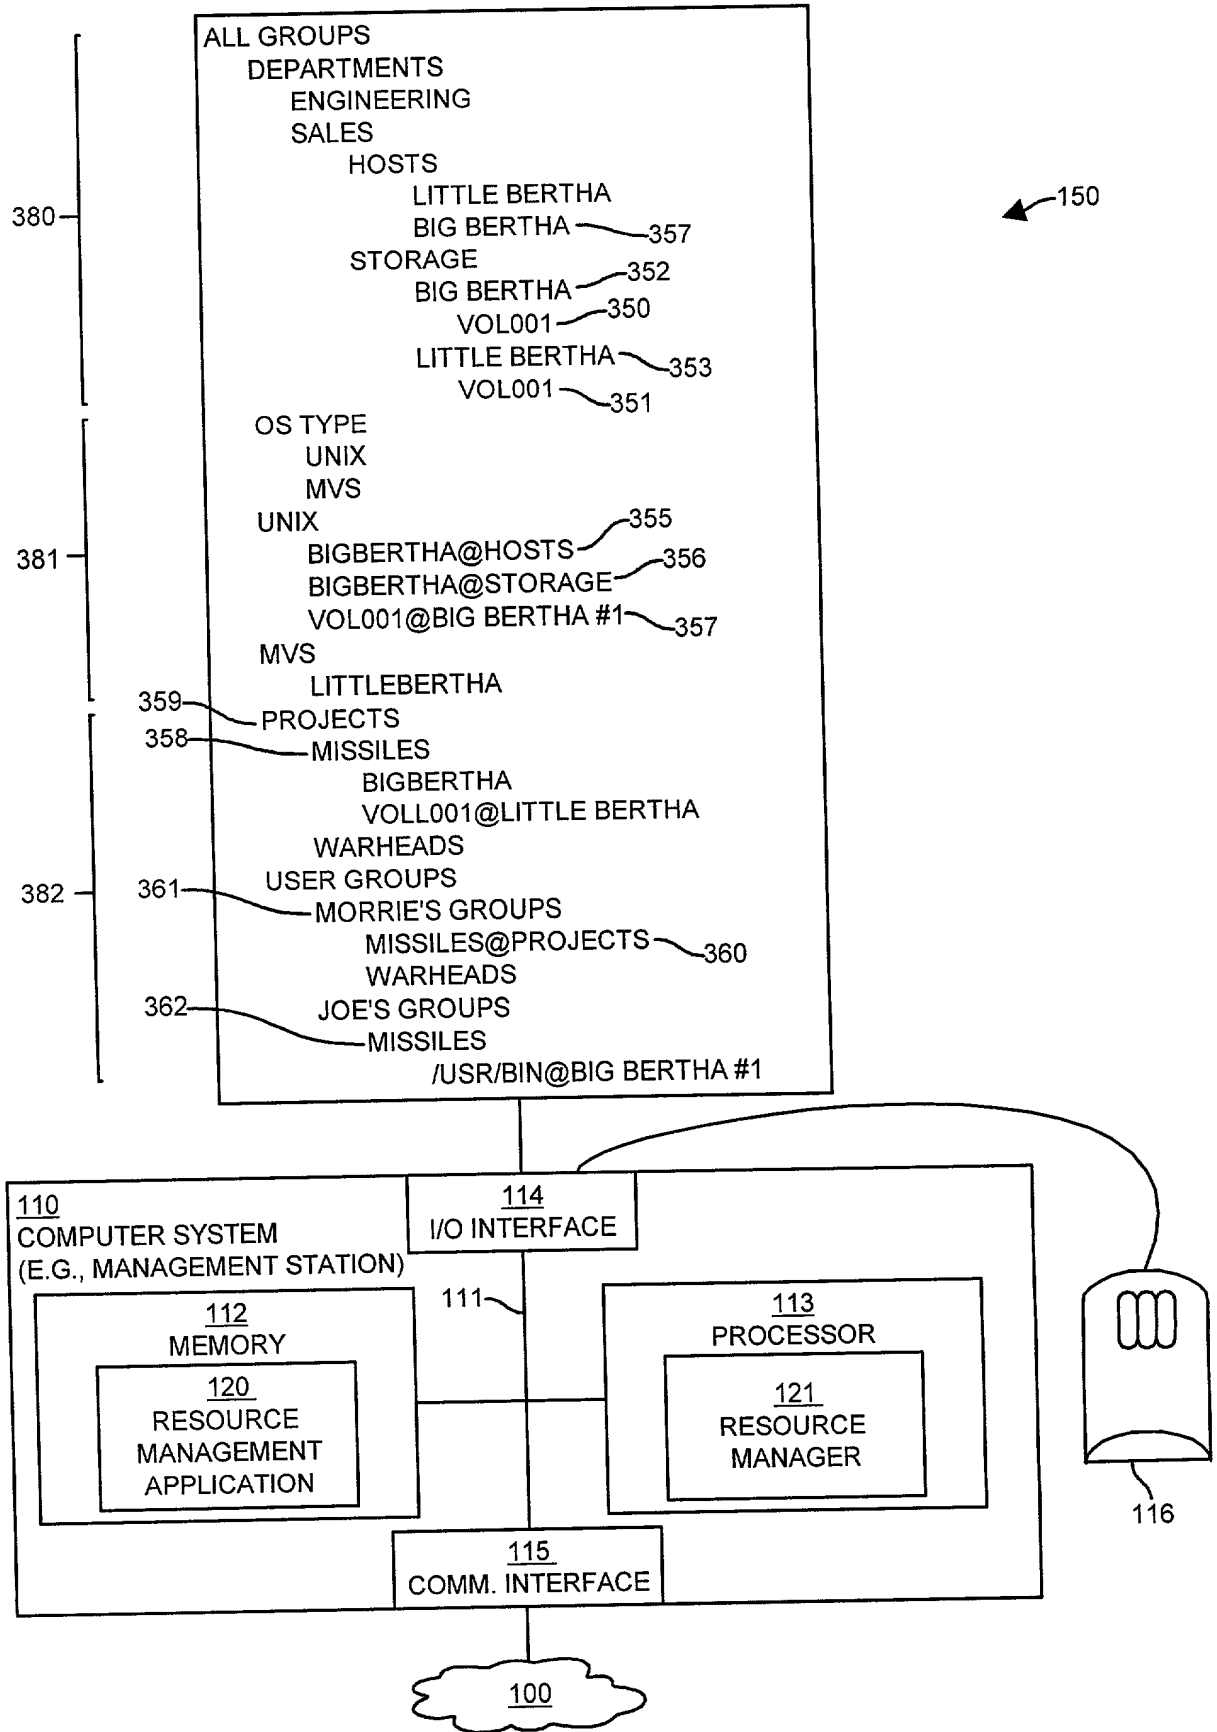 ALL GROUPS
DEPARTMENTS
ENGINEERING
SALES
HOSTS
LITTLE BERTHA
380
150
BIG BERTHA 357
STORAGE
BIG BERTHA 352
VOL001 350
LITTLE BERTHA 353
VOL001 351
OS TYPE
UNIX
MVS
UNIX
381
BIGBERTHA@HOSTS 355
BIGBERTHA@STORAGE 356
VOL001@BIG BERTHA #1 357
MVS
LITTLEBERTHA
359 PROJECTS
358 MISSILES
BIGBERTHA
VOLL001@LITTLE BERTHA
WARHEADS
USER GROUPS
382
361 MORRIE'S GROUPS
MISSILES@PROJECTS 360
WARHEADS
362 JOE'S GROUPS
MISSILES
/USR/BIN@BIG BERTHA #1
110
COMPUTER SYSTEM
(E.G., MANAGEMENT STATION)
114
I/O INTERFACE
111
112
MEMORY
120
RESOURCE
MANAGEMENT
APPLICATION
113
PROCESSOR
121
RESOURCE
MANAGER
116
115
COMM. INTERFACE
100